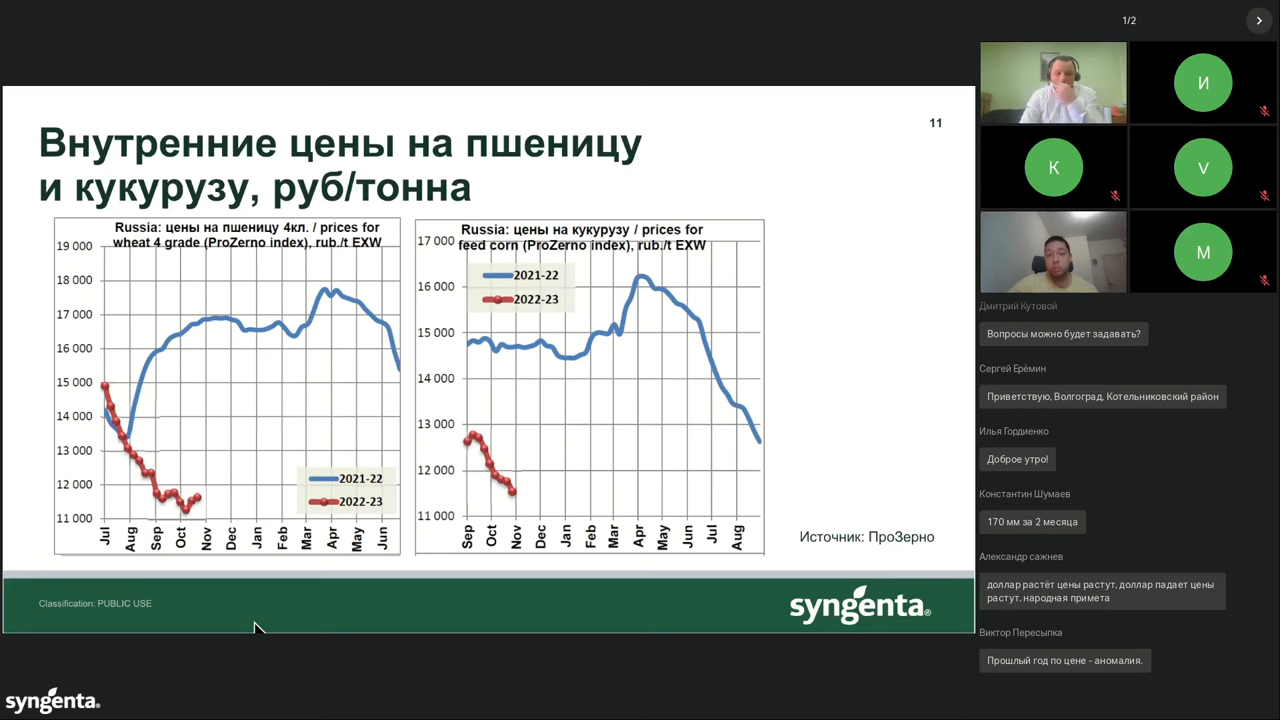 1/2
11
Внутренние цены на пшеницу
и кукурузу, руб/тонна
Russia: цены на пшеницу 4кл. / prices for
wheat 4 grade (ProZerno index), rub./t EXW
19 000
18 000
17 000
16 000
15 000
14 000
13 000
12 000
11 000
2021-22
2022-23
Jul
Aug
Sep
Oct
Nov
Dec
Jan
Feb
Mar
Apr
May
Jun
Russia: цены на кукурузу / prices for
feed corn (ProZerno index), rub./t EXW
17 000
16 000
15 000
14 000
13 000
12 000
11 000
2021-22
2022-23
Sep
Oct
Nov
Dec
Jan
Feb
Mar
Apr
May
Jun
Jul
Aug
Источник: ПроЗерно
Classification: PUBLIC USE
syngenta®
syngenta.
И
К
V
М
Дмитрий Кутовой
Вопросы можно будет задавать?
Сергей Ерёмин
Приветствую, Волгоград, Котельниковский район
Илья Гордиенко
Доброе утро!
Константин Шумаев
170 мм за 2 месяца
Александр сажнев
доллар растёт цены растут, доллар падает цены
растут. народная примета
Виктор Пересыпка
Прошлый год по цене - аномалия.